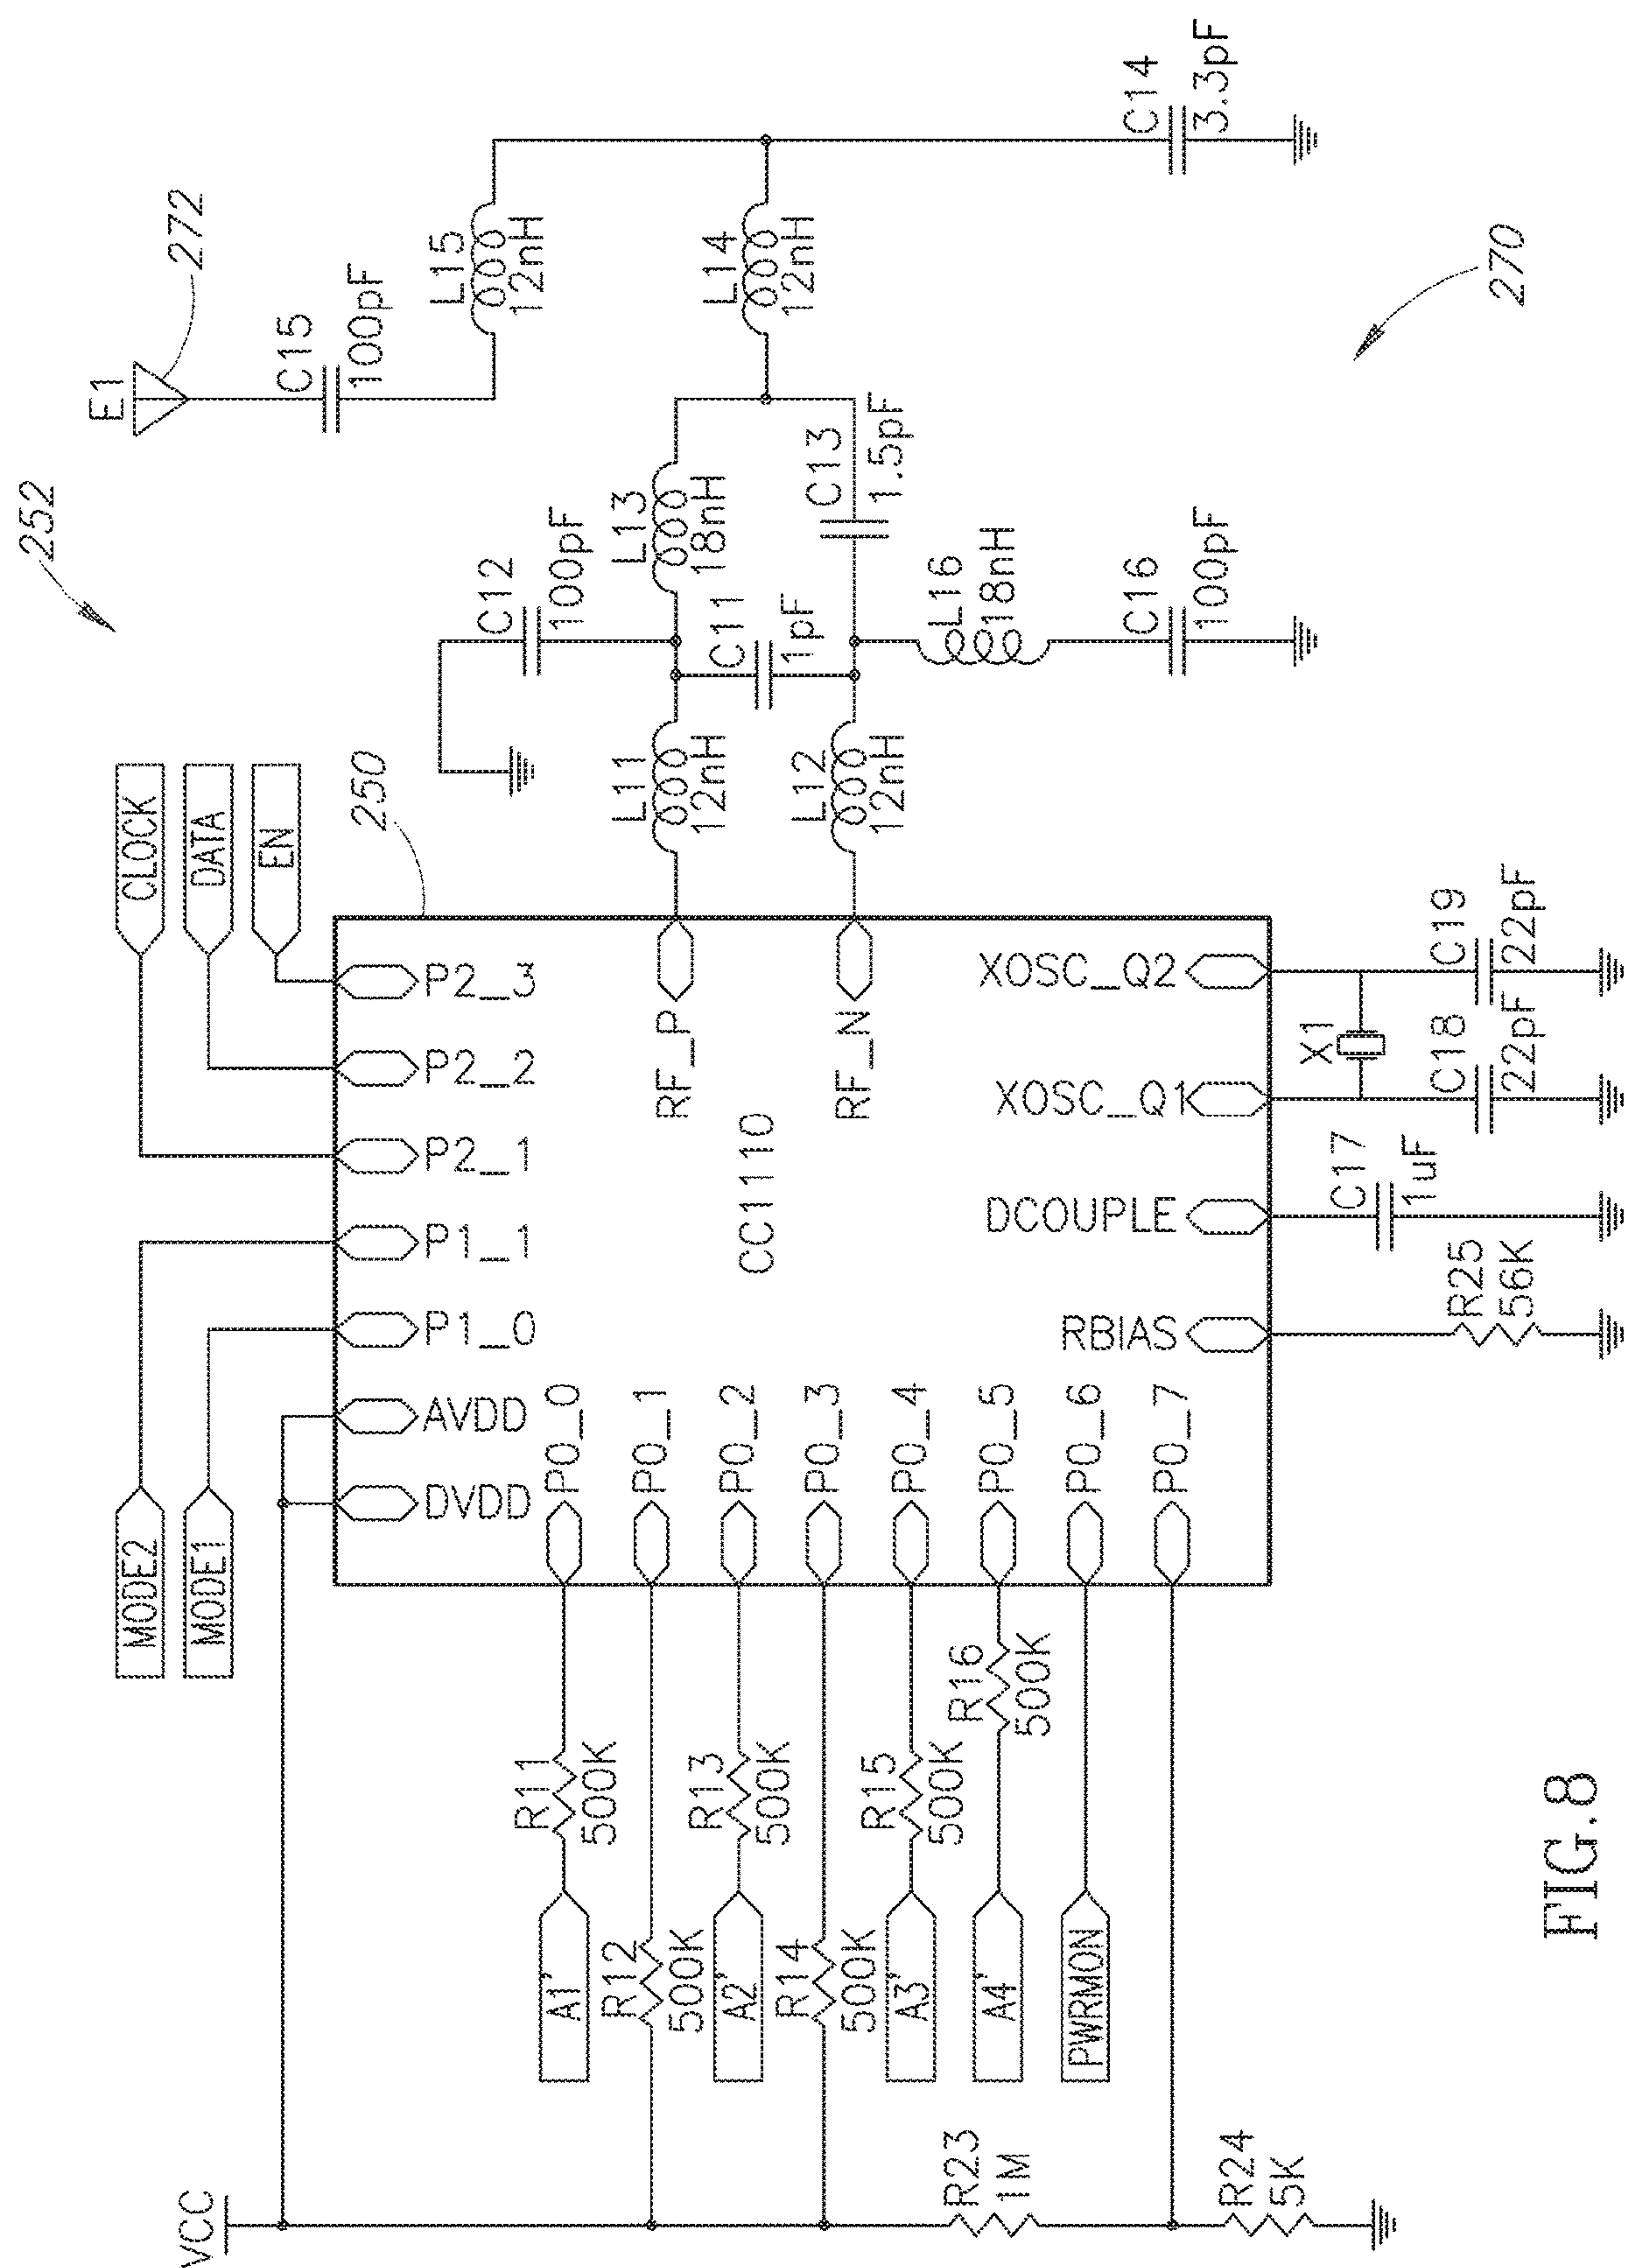 252
E1
272
C15
100pF
L15
12nH
L14
12nH
C14
3.3pF
270
C12
100pF
L13
18nH
C11
1pF
C13
1.5pF
L16
18nH
C16
100pF
L11
12nH
L12
12nH
CLOCK
DATA
EN
250
MODE2
MODE1
P2_3
P2_2
P2_1
P1_1
P1_0
AVDD
DVDD
RF_P
RF_N
CC1110
XOSC_Q2
XOSC_Q1
DCOUPLE
RBIAS
P0_0
P0_1
P0_2
P0_3
P0_4
P0_5
P0_6
P0_7
X1
C19
22pF
C18
22pF
C17
1uF
R25
56K
R11
500K
R12
500K
R13
500K
R14
500K
R15
500K
R16
500K
A1'
A2'
A3'
A4'
PWRMON
VCC
R23
1M
R24
5K
FIG.8